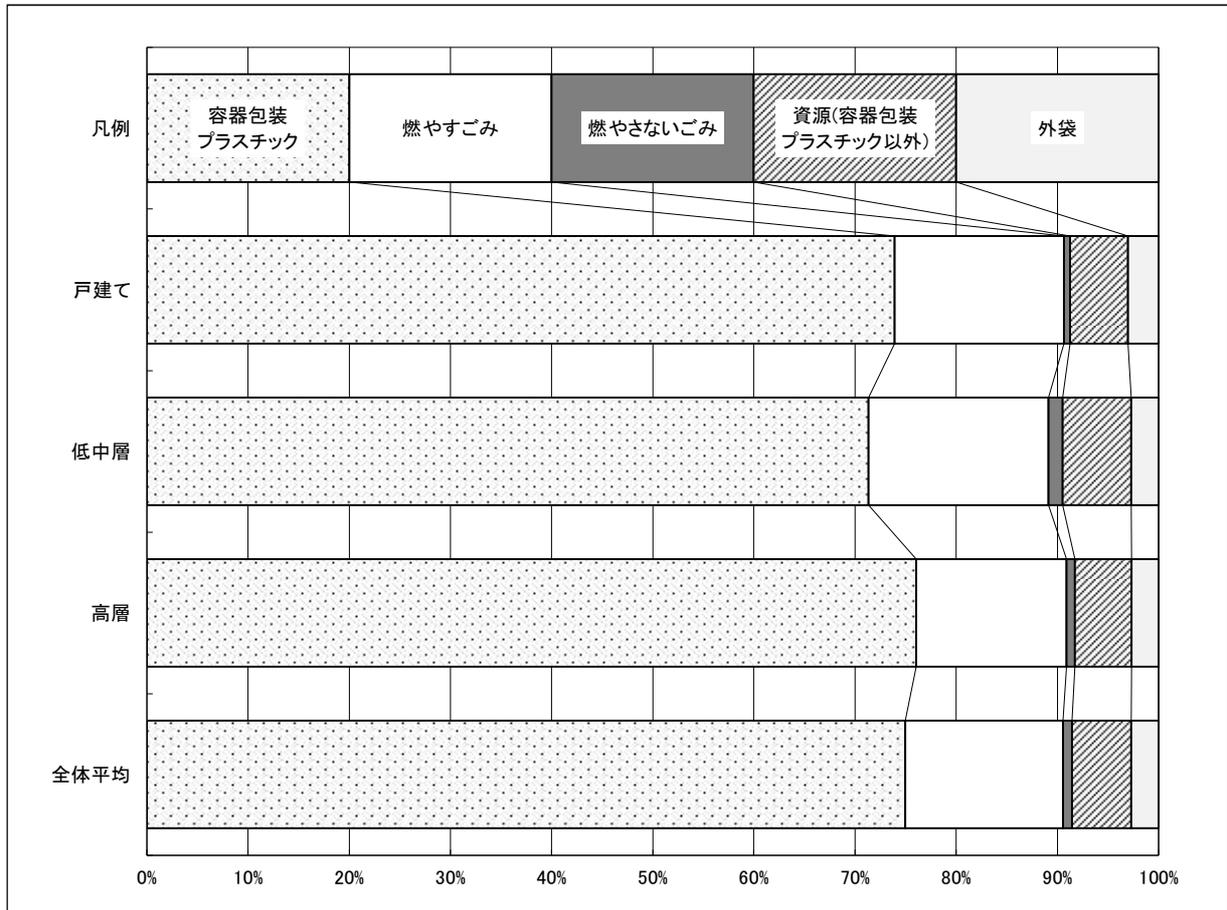 凡例
容器包装
プラスチック
燃やすごみ
燃やさないごみ
資源(容器包装
プラスチック以外)
外袋
戸建て
低中層
高層
全体平均
0% 10% 20% 30% 40% 50% 60% 70% 80% 90% 100%